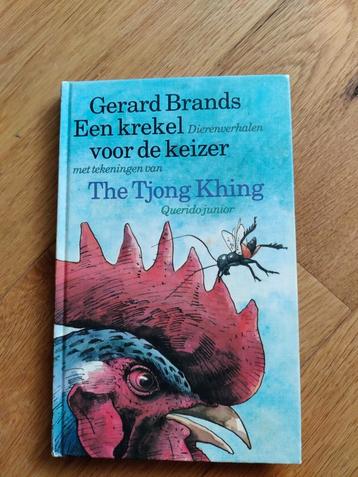 Gerard Brands
Een krekel Dierenverhalen
voor de keizer
met tekeningen van
The Tjong Khing
Querido junior